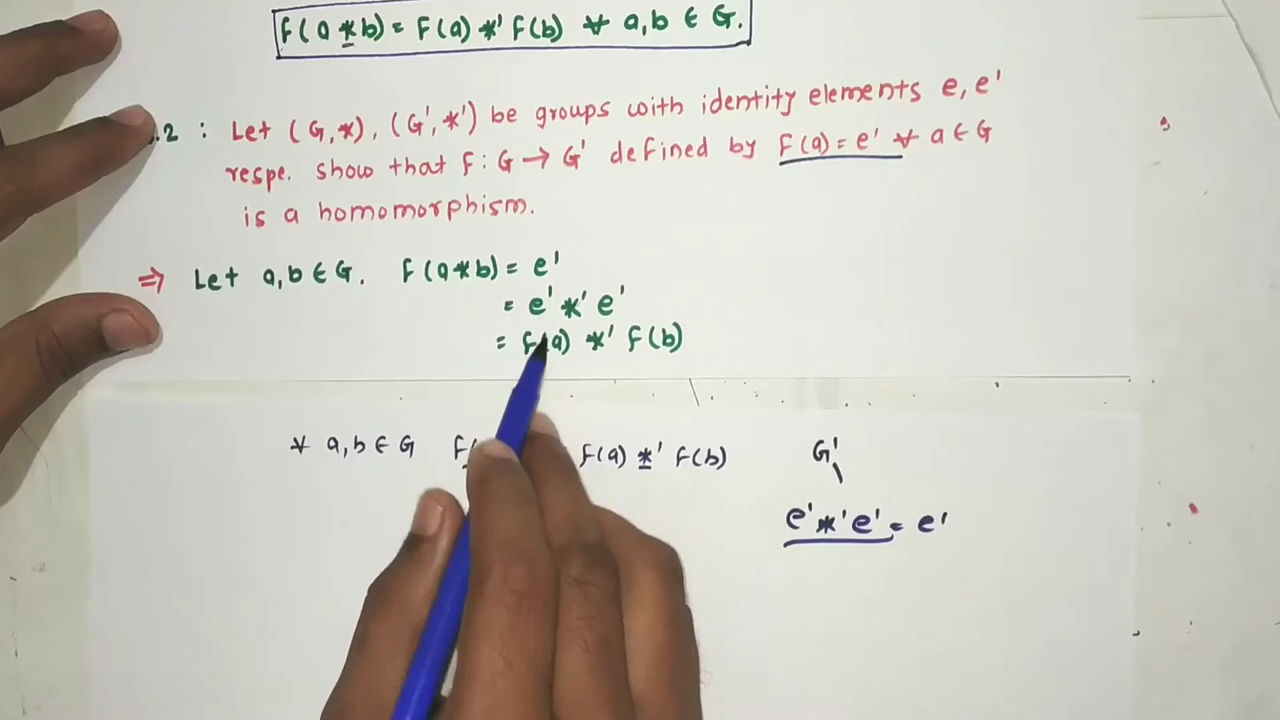 f(a * b) = f(a) *' f(b) ∀ a,b ∈ G.
.2 : Let (G,*), (G',*') be groups with identity elements e, e'
respe. show that f : G → G' defined by f(a) = e' ∀ a ∈ G
is a homomorphism.
⇒ Let a,b ∈ G. f(a*b) = e'
= e' *' e'
= f(a) *' f(b)
∀ a,b ∈ G f( f(a) *' f(b) G'
e' *' e' = e'